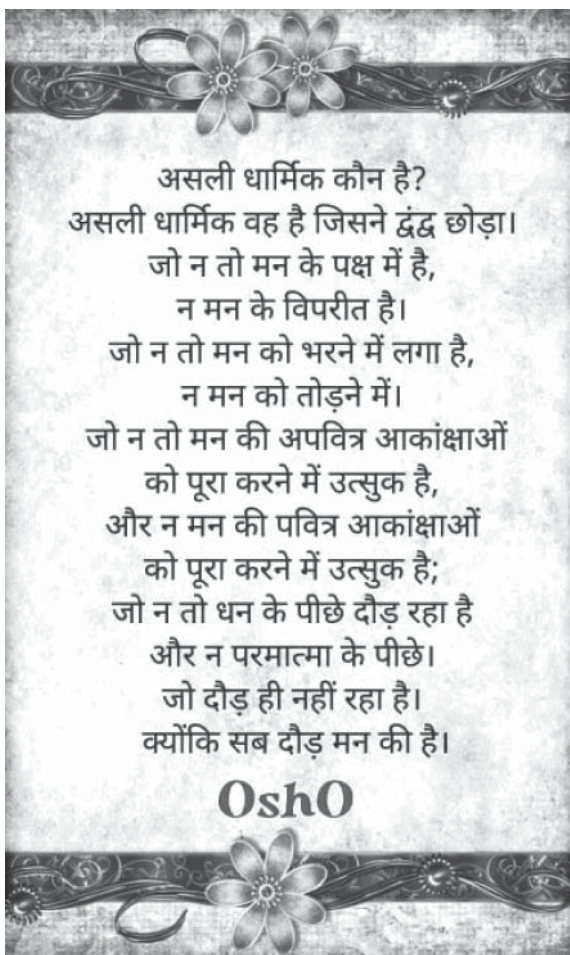 असली धार्मिक कौन है?
असली धार्मिक वह है जिसने द्वंद्व छोड़ा।
जो न तो मन के पक्ष में है,
न मन के विपरीत है।
जो न तो मन को भरने में लगा है,
न मन को तोड़ने में।
जो न तो मन की अपवित्र आकांक्षाओं
को पूरा करने में उत्सुक है,
और न मन की पवित्र आकांक्षाओं
को पूरा करने में उत्सुक है;
जो न तो धन के पीछे दौड़ रहा है
और न परमात्मा के पीछे।
जो दौड़ ही नहीं रहा है।
क्योंकि सब दौड़ मन की है।
OshO